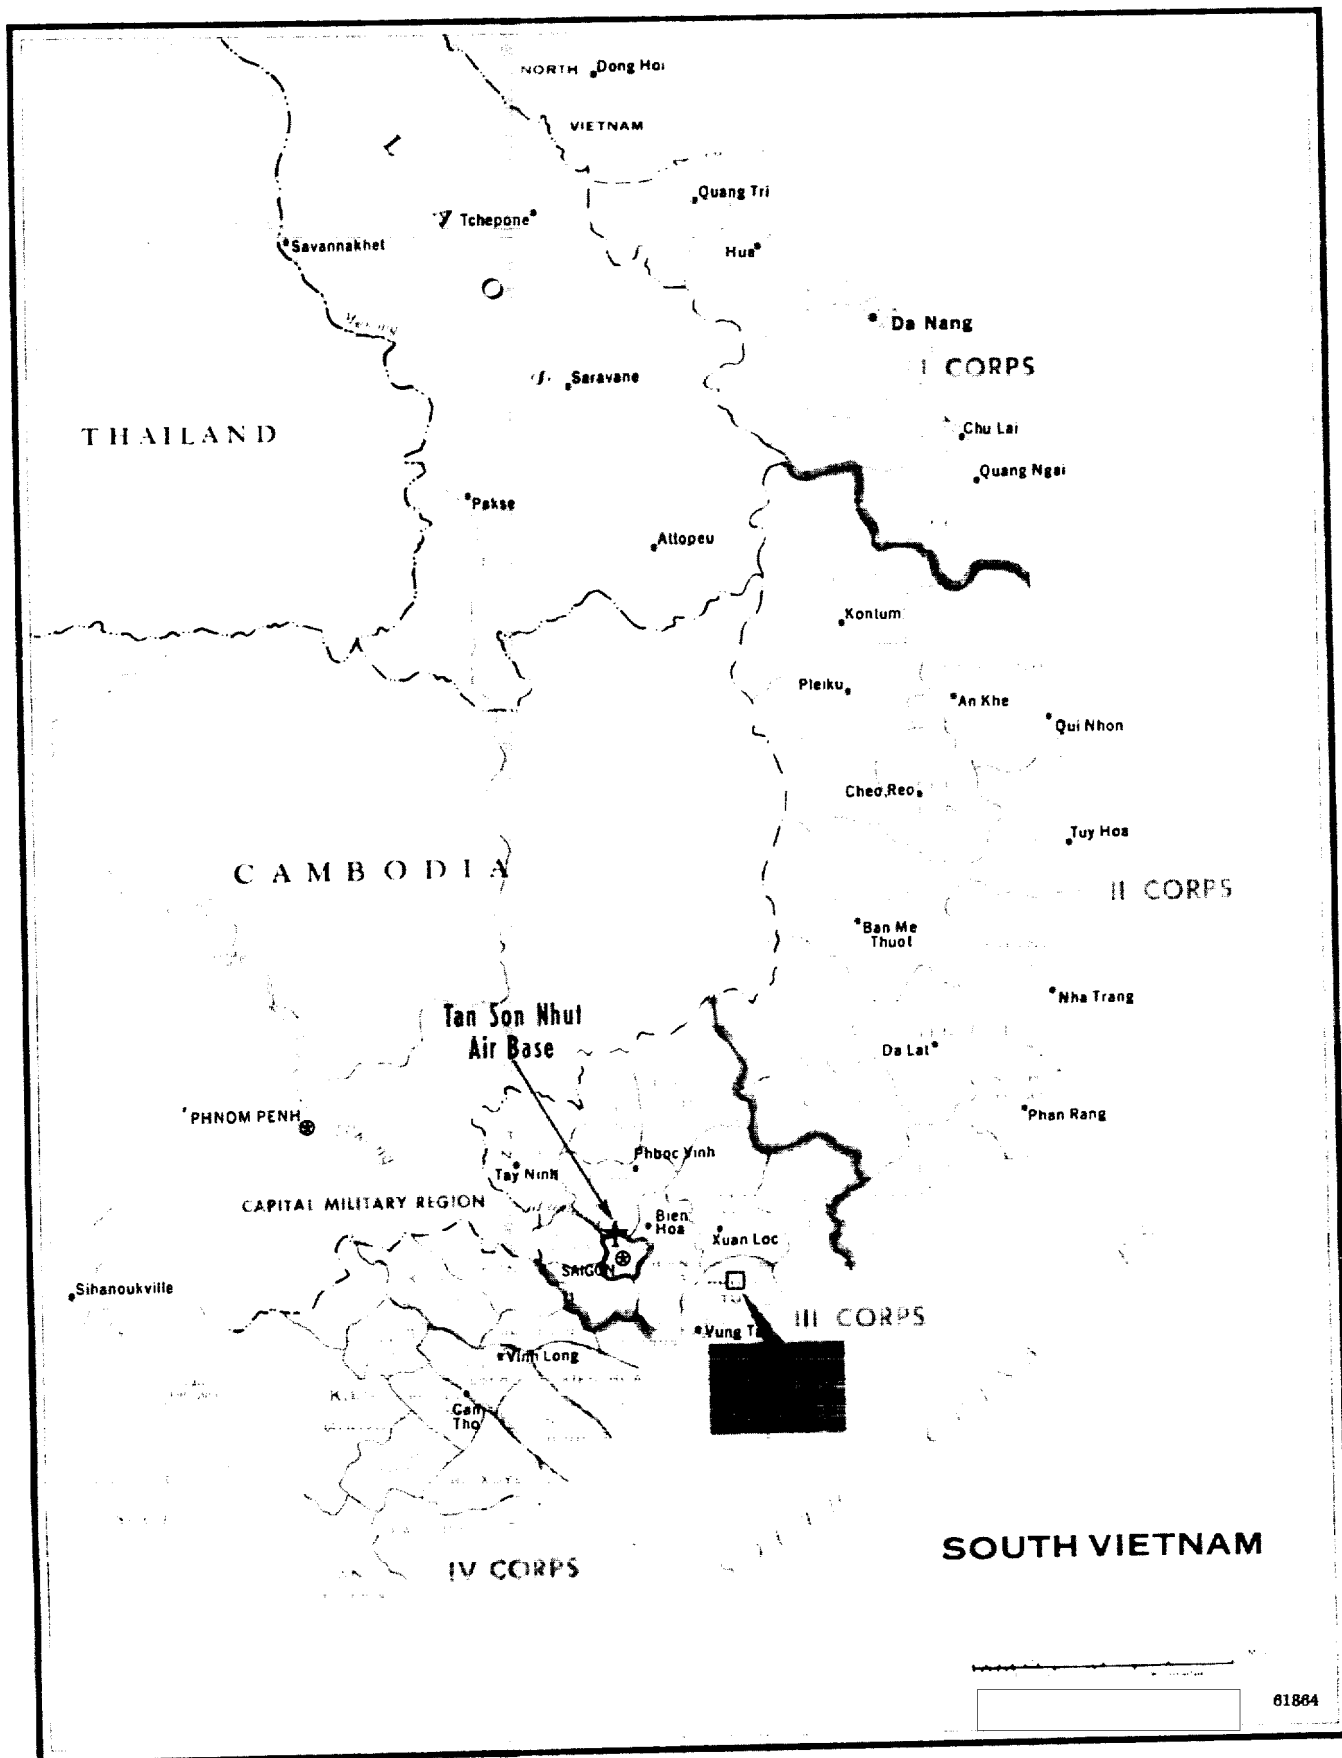 NORTH
Dong Hoi
VIETNAM
L
A
O
S
Quang Tri
Tchepone
Savannakhet
Hue
Mekong
Da Nang
I CORPS
Saravane
THAILAND
Chu Lai
Quang Ngai
Pakse
Attopeu
Kontum
Pleiku
An Khe
Qui Nhon
Cheo Reo
Tuy Hoa
CAMBODIA
II CORPS
Ban Me
Thuot
Nha Trang
Tan Son Nhut
Air Base
Da Lat
PHNOM PENH
Phan Rang
Phuoc Vinh
Tay Ninh
CAPITAL MILITARY REGION
Bien
Hoa
Xuan Loc
SAIGON
Sihanoukville
III CORPS
Vung Ta
Vinh Long
Can
Tho
SOUTH VIETNAM
IV CORPS
61864